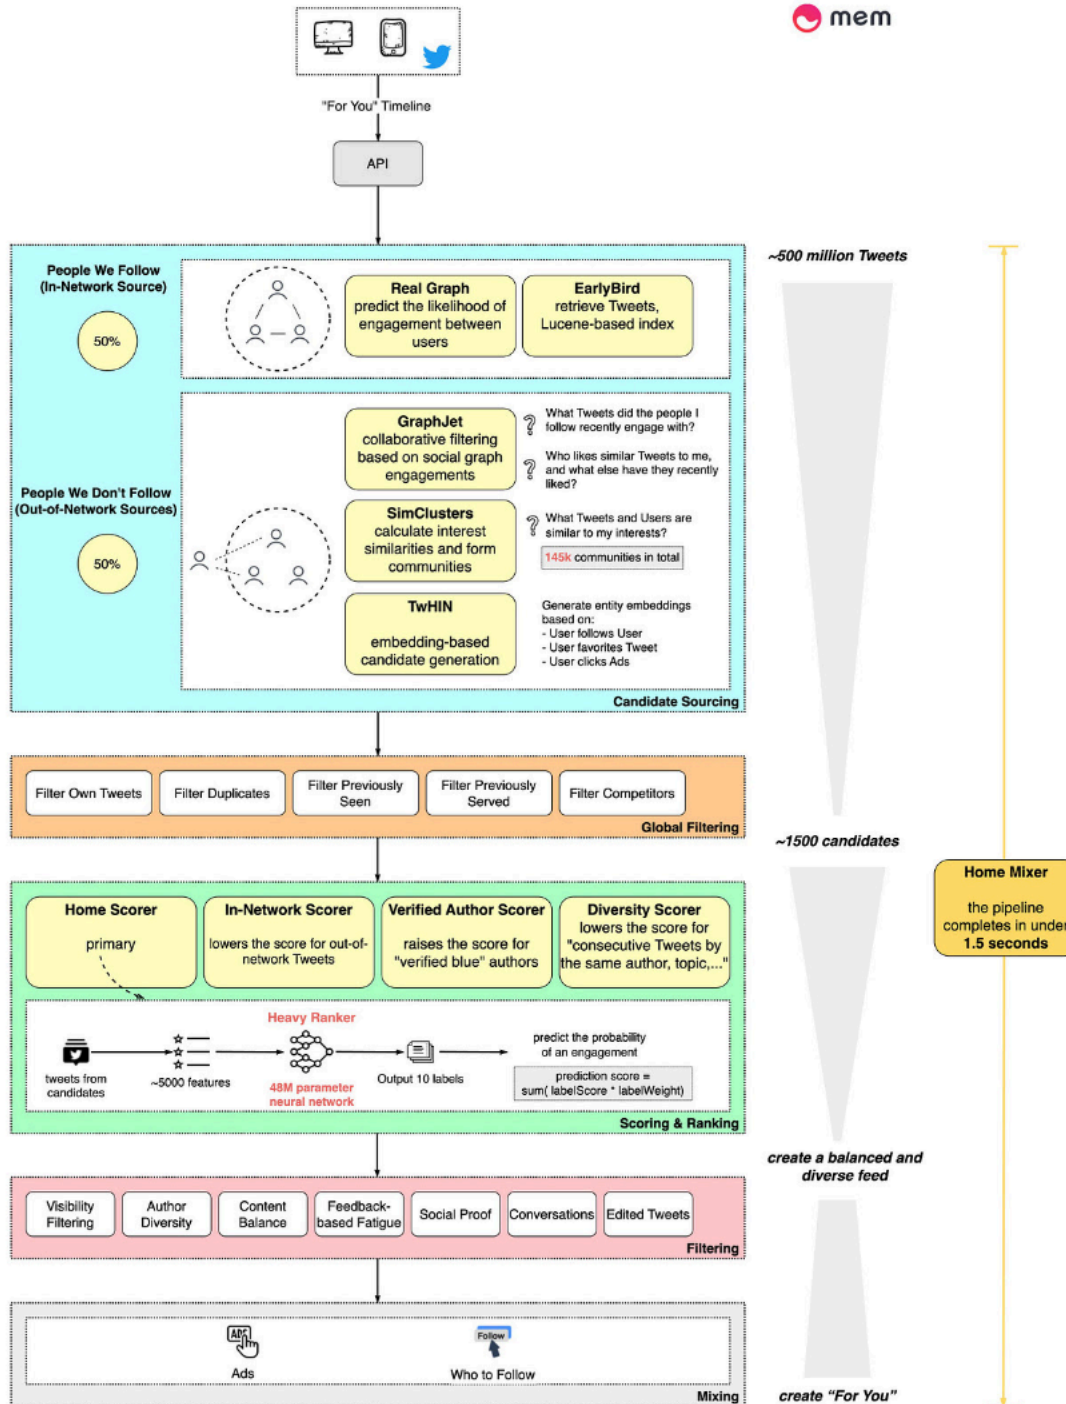 mem
"For You" Timeline
API
People We Follow
(In-Network Source)
50%
Real Graph
predict the likelihood of
engagement between
users
EarlyBird
retrieve Tweets,
Lucene-based index
~500 million Tweets
People We Don't Follow
(Out-of-Network Sources)
50%
GraphJet
collaborative filtering
based on social graph
engagements
? What Tweets did the people I
follow recently engage with?
? Who likes similar Tweets to me,
and what else have they recently
liked?
SimClusters
calculate interest
similarities and form
communities
? What Tweets and Users are
similar to my interests?
145k communities in total
TwHIN
embedding-based
candidate generation
Generate entity embeddings
based on:
- User follows User
- User favorites Tweet
- User clicks Ads
Candidate Sourcing
Filter Own Tweets
Filter Duplicates
Filter Previously
Seen
Filter Previously
Served
Filter Competitors
Global Filtering
~1500 candidates
Home Mixer
the pipeline
completes in under
1.5 seconds
Home Scorer
primary
In-Network Scorer
lowers the score for out-of-
network Tweets
Verified Author Scorer
raises the score for
"verified blue" authors
Diversity Scorer
lowers the score for
"consecutive Tweets by
the same author, topic,..."
Heavy Ranker
tweets from
candidates
~5000 features
48M parameter
neural network
Output 10 labels
predict the probability
of an engagement
prediction score =
sum( labelScore * labelWeight)
Scoring & Ranking
create a balanced and
diverse feed
Visibility
Filtering
Author
Diversity
Content
Balance
Feedback-
based Fatigue
Social Proof
Conversations
Edited Tweets
Filtering
ADS
Ads
Follow
Who to Follow
Mixing
create “For You”